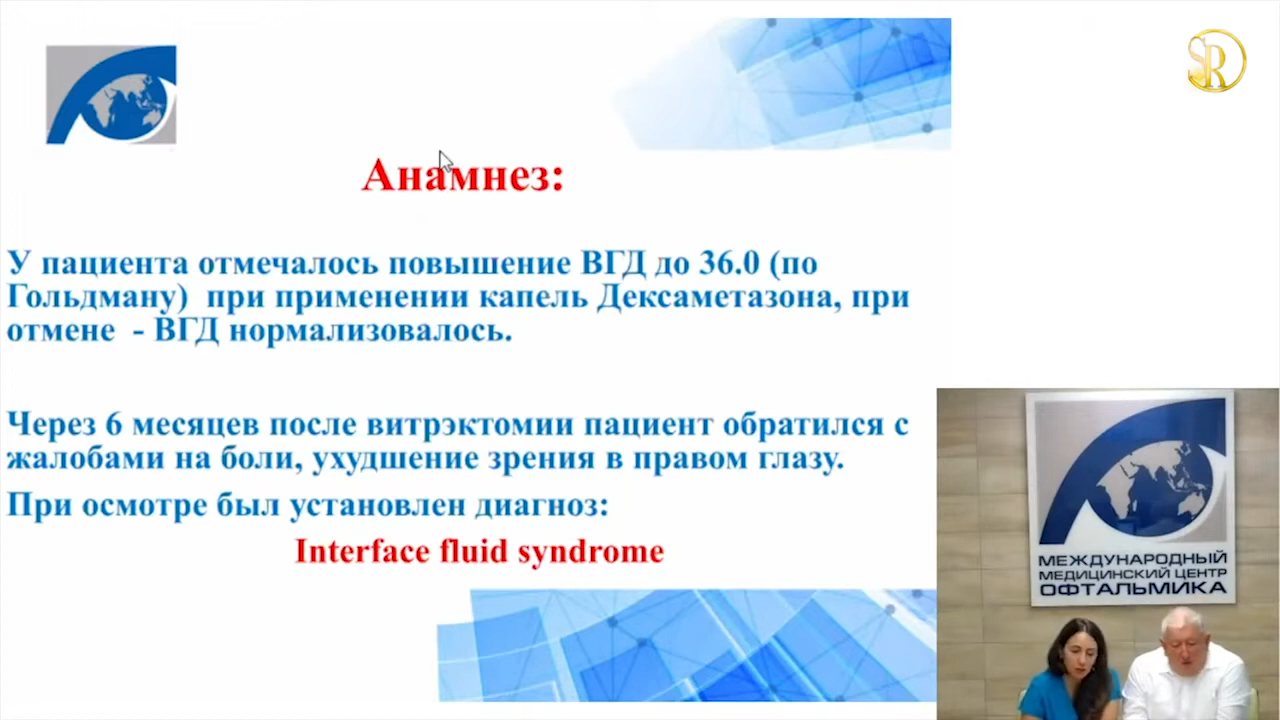 SR
Анамнез:
У пациента отмечалось повышение ВГД до 36.0 (по
Гольдману) при применении капель Дексаметазона, при
отмене - ВГД нормализовалось.
Через 6 месяцев после витрэктомии пациент обратился с
жалобами на боли, ухудшение зрения в правом глазу.
При осмотре был установлен диагноз:
Interface fluid syndrome
МЕЖДУНАРОДНЫЙ
МЕДИЦИНСКИЙ ЦЕНТР
ОФТАЛЬМИКА